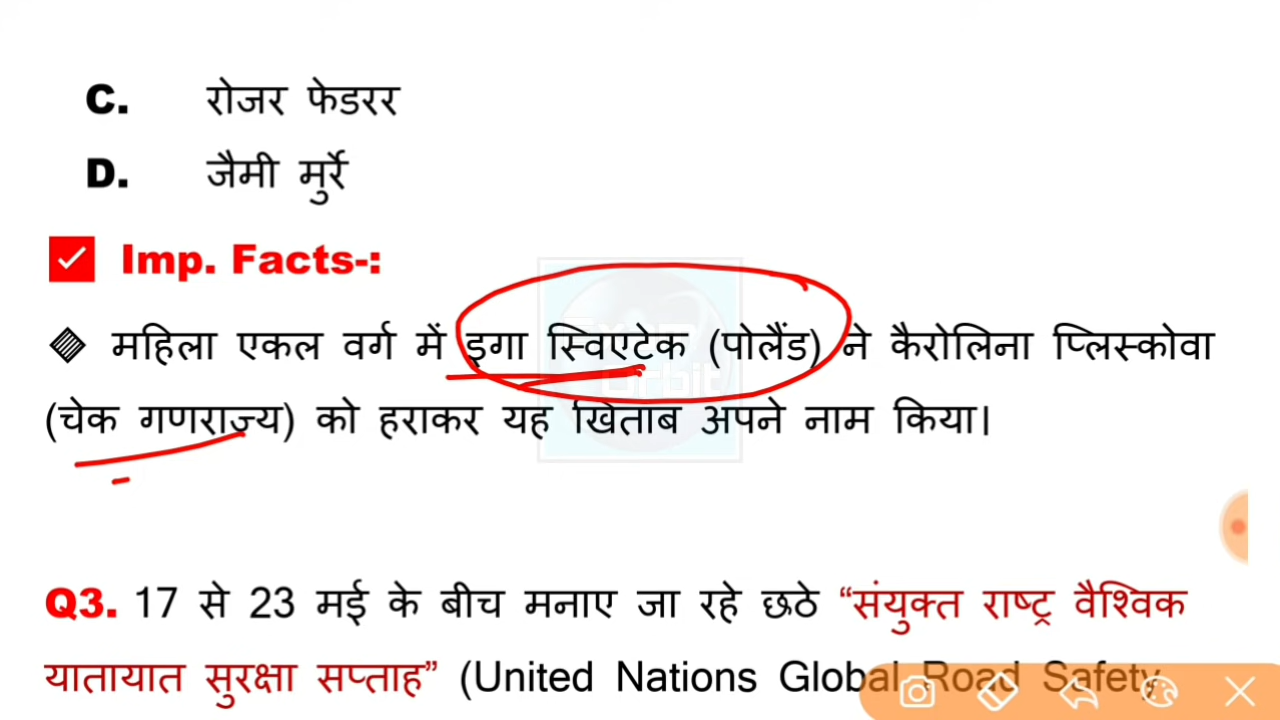 C. रोजर फेडरर
D. जैमी मुर्रे
Imp. Facts-:
महिला एकल वर्ग में इगा स्विएटेक (पोलैंड) ने कैरोलिना प्लिस्कोवा
(चेक गणराज्य) को हराकर यह खिताब अपने नाम किया।
Q3. 17 से 23 मई के बीच मनाए जा रहे छठे “संयुक्त राष्ट्र वैश्विक
यातायात सुरक्षा सप्ताह” (United Nations Global Road Safety